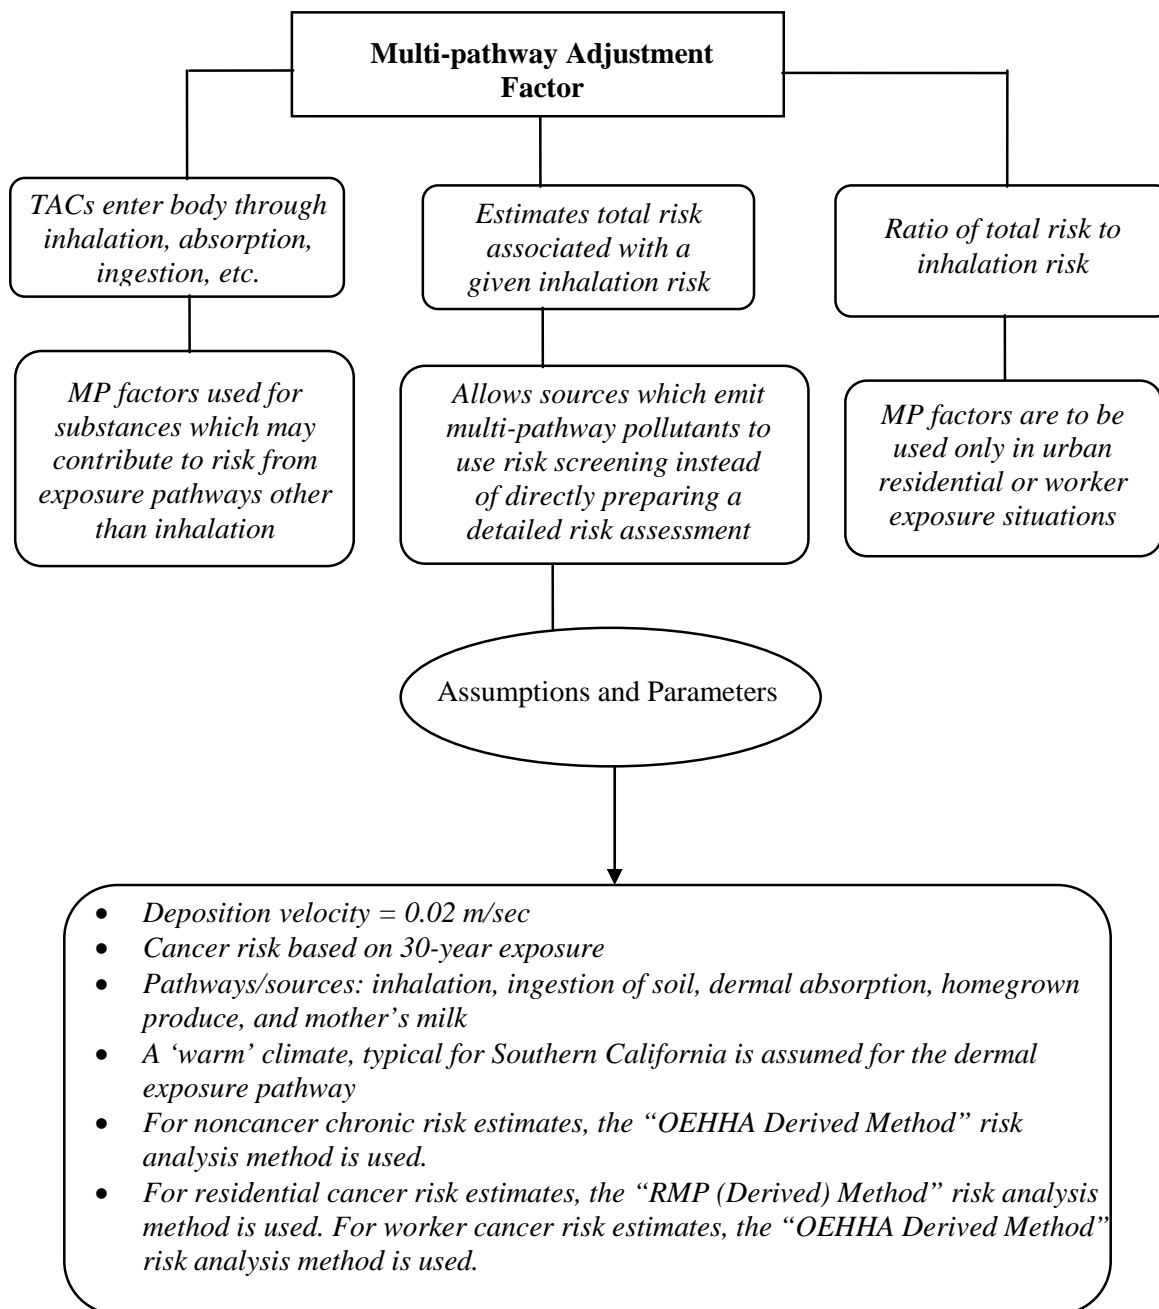 Multi-pathway Adjustment
Factor
TACs enter body through
inhalation, absorption,
ingestion, etc.
Estimates total risk
associated with a
given inhalation risk
Ratio of total risk to
inhalation risk
MP factors used for
substances which may
contribute to risk from
exposure pathways other
than inhalation
Allows sources which emit
multi-pathway pollutants to
use risk screening instead
of directly preparing a
detailed risk assessment
MP factors are to be
used only in urban
residential or worker
exposure situations
Assumptions and Parameters
• Deposition velocity = 0.02 m/sec
• Cancer risk based on 30-year exposure
• Pathways/sources: inhalation, ingestion of soil, dermal absorption, homegrown
produce, and mother’s milk
• A ‘warm’ climate, typical for Southern California is assumed for the dermal
exposure pathway
• For noncancer chronic risk estimates, the “OEHHA Derived Method” risk
analysis method is used.
• For residential cancer risk estimates, the “RMP (Derived) Method” risk analysis
method is used. For worker cancer risk estimates, the “OEHHA Derived Method”
risk analysis method is used.